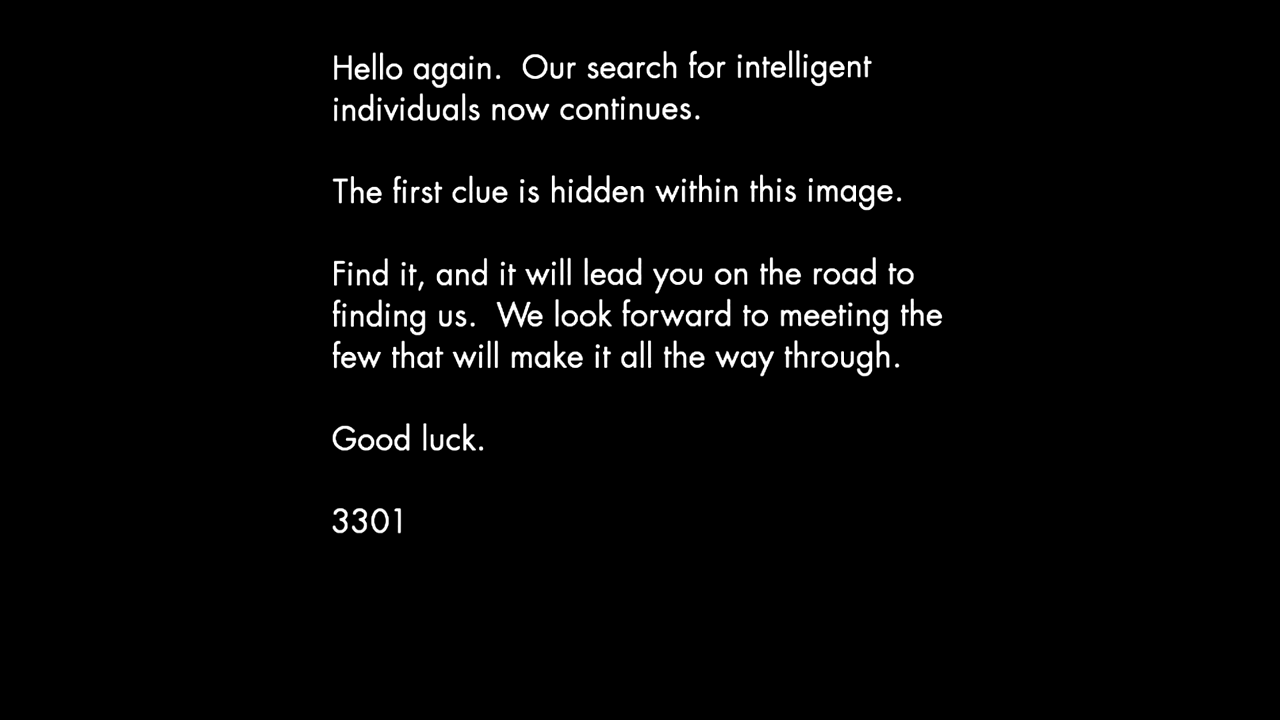 Hello again.  Our search for intelligent
individuals now continues.
The first clue is hidden within this image.
Find it, and it will lead you on the road to
finding us.  We look forward to meeting the
few that will make it all the way through.
Good luck.
3301